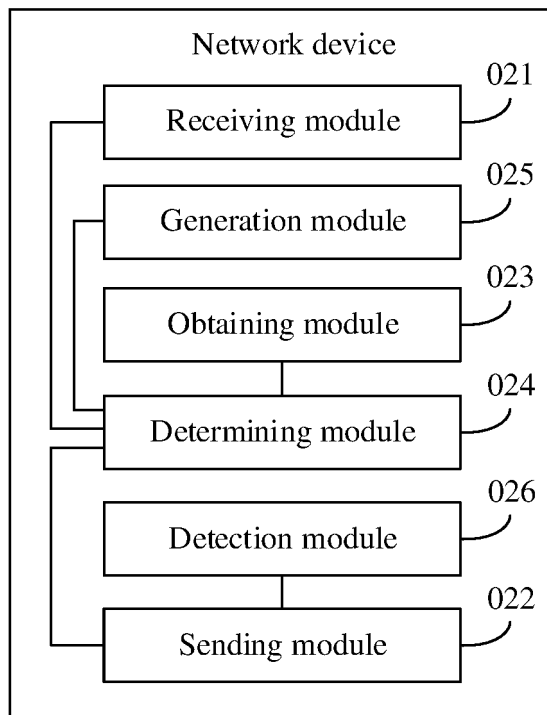 Network device
021
Receiving module
025
Generation module
023
Obtaining module
024
Determining module
026
Detection module
022
Sending module